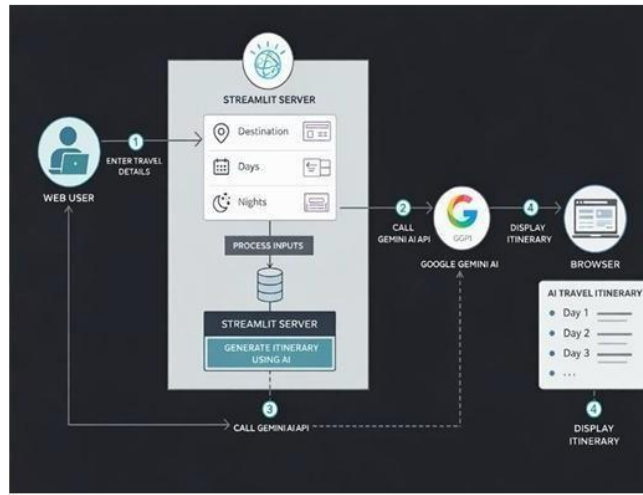 STREAMLIT SERVER
WEB USER
1
ENTER TRAVEL
DETAILS
Destination
Days
Nights
PROCESS INPUTS
STREAMLIT SERVER
GENERATE ITINERARY
USING AI
2
CALL
GEMINI AI API
GGPI
GOOGLE GEMINI AI
4
DISPLAY
ITINERARY
BROWSER
AI TRAVEL ITINERARY
Day 1
Day 2
Day 3
...
3
CALL GEMINI AI API
4
DISPLAY
ITINERARY